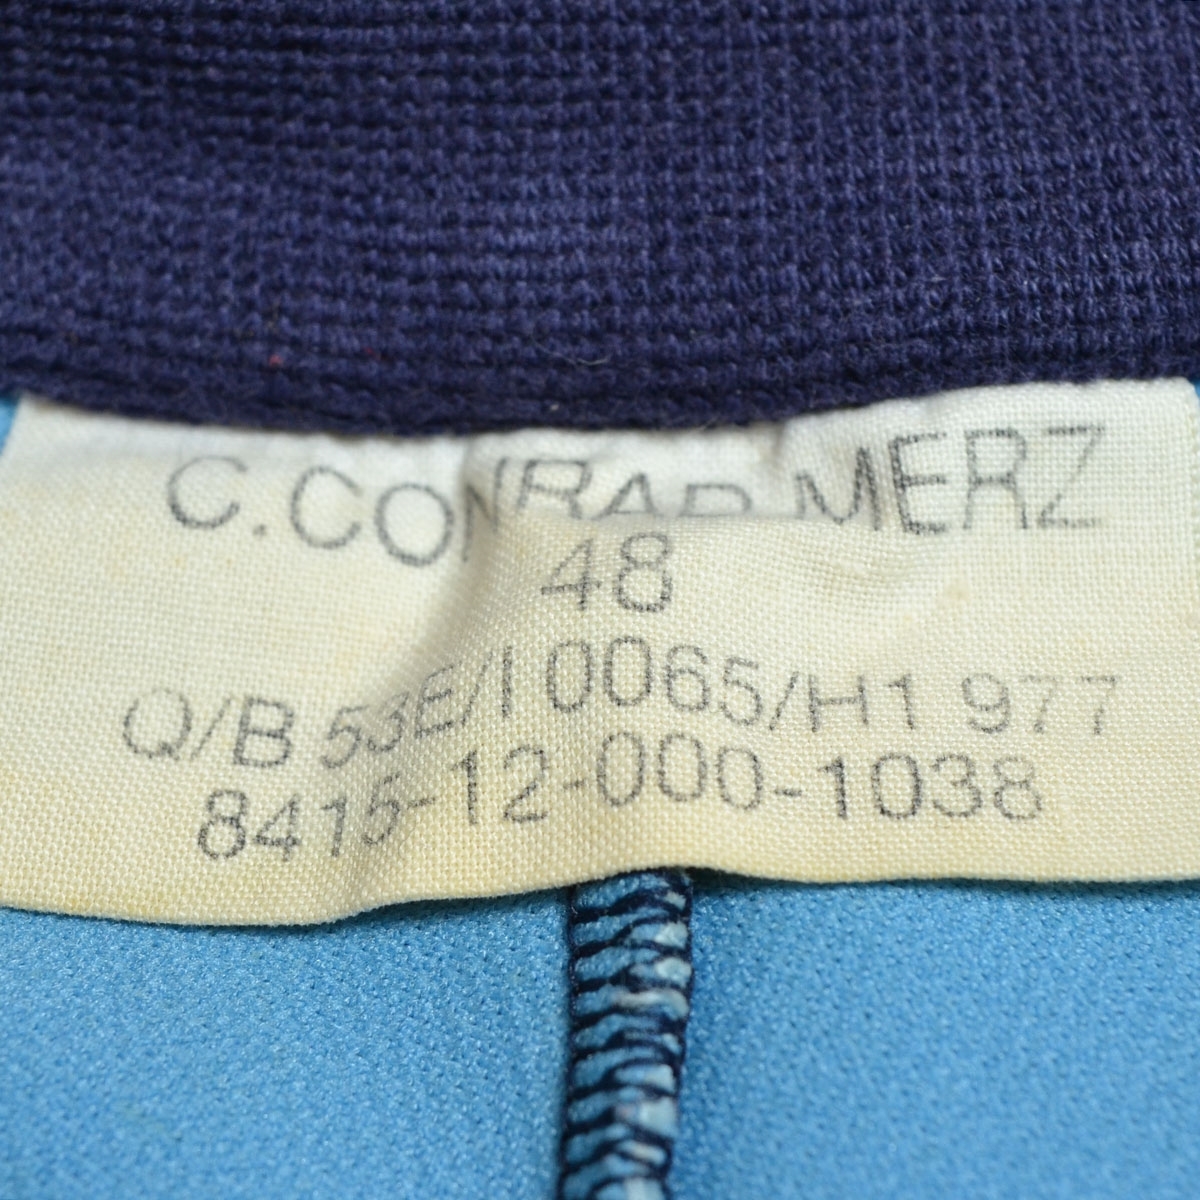 C. CONRAD MERZ
48
Q/B 53E/I 0065/H1 977
8415-12-000-1038